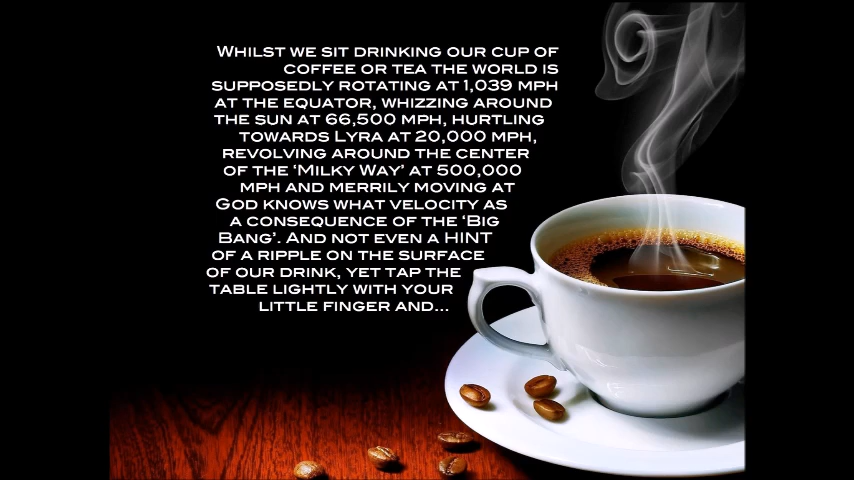 Whilst we sit drinking our cup of
coffee or tea the world is
supposedly rotating at 1,039 mph
at the equator, whizzing around
the sun at 66,500 mph, hurtling
towards Lyra at 20,000 mph,
revolving around the center
of the ‘Milky Way’ at 500,000
mph and merrily moving at
God knows what velocity as
a consequence of the ‘Big
Bang’. And not even a HINT
of a ripple on the surface
of our drink, yet tap the
table lightly with your
little finger and...